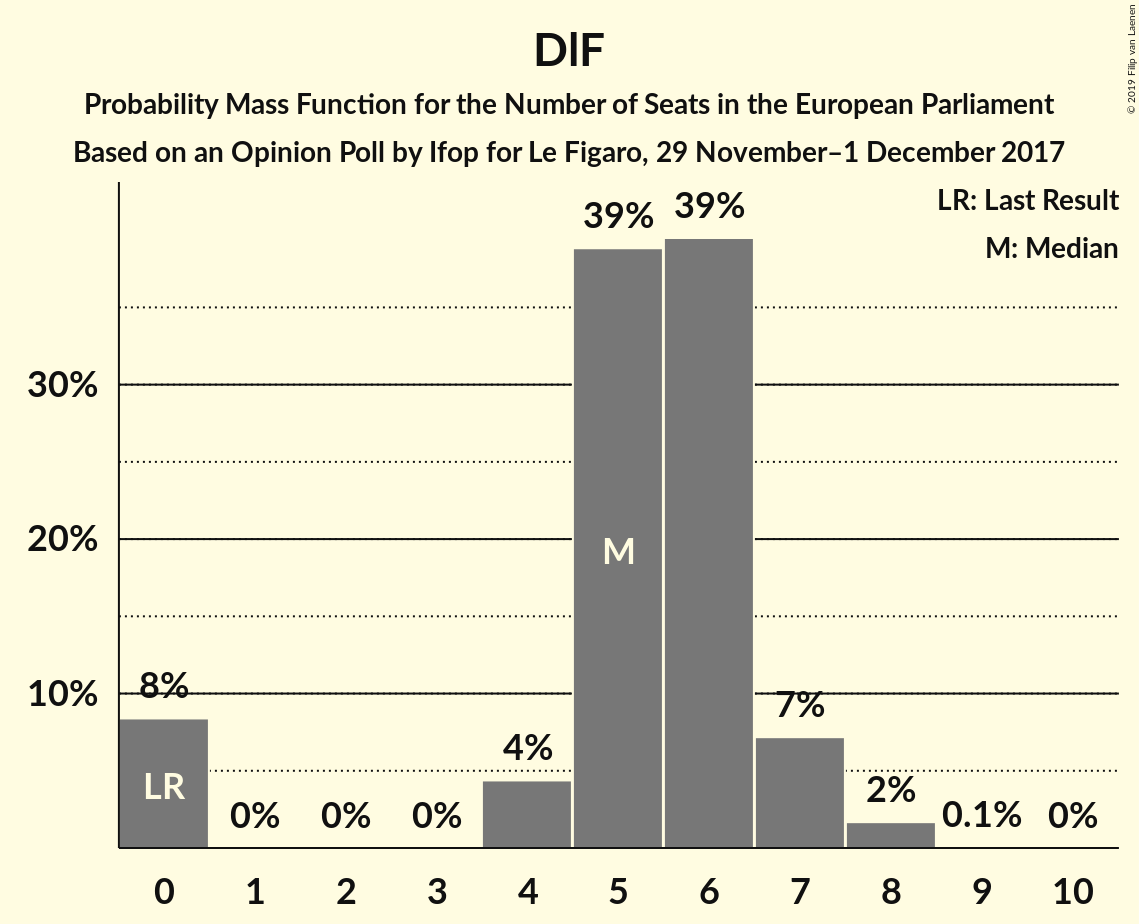 DlF
Probability Mass Function for the Number of Seats in the European Parliament
Based on an Opinion Poll by Ifop for Le Figaro, 29 November–1 December 2017
© 2019 Filip van Laenen
LR: Last Result
M: Median
39% 39%
30%
20%
M
10%
8%
7%
4%
LR
2%
0% 0% 0% 0.1% 0%
0 1 2 3 4 5 6 7 8 9 10